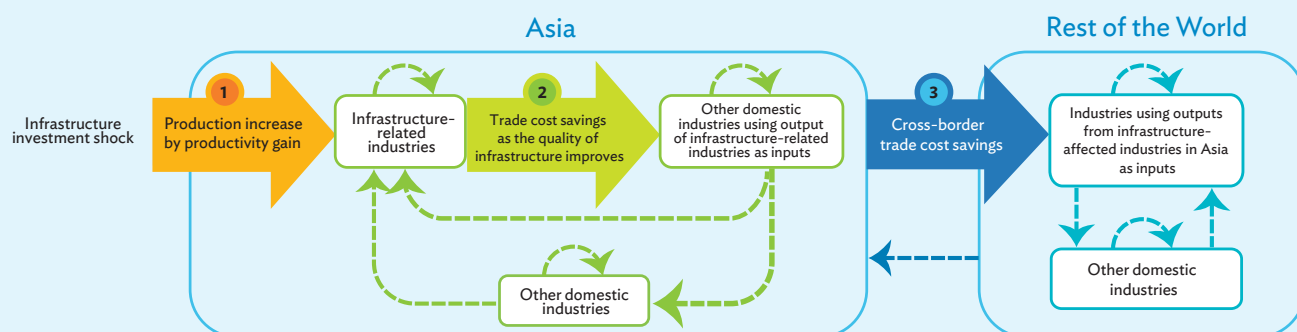 Asia
Rest of the World
Infrastructure
investment shock
1
Production increase
by productivity gain
Infrastructure-
related
industries
2
Trade cost savings
as the quality of
infrastructure improves
Other domestic
industries using output
of infrastructure-related
industries as inputs
3
Cross-border
trade cost savings
Industries using outputs
from infrastructure-
affected industries in Asia
as inputs
Other domestic
industries
Other domestic
industries